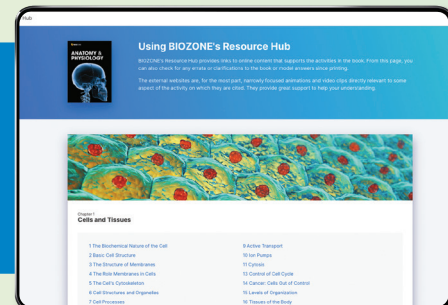 Hub
ANATOMY &
PHYSIOLOGY
Using BIOZONE's Resource Hub
BIOZONE's Resource Hub provides links to online content that supports the activities in the book. From this page, you
can also check for any errata or clarifications to the book or model answers since printing.
The external websites are, for the most part, narrowly focused animations and video clips directly relevant to some
aspect of the activity on which they are cited. They provide great support to help your understanding.
Chapter 1
Cells and Tissues
1 The Biochemical Nature of the Cell
2 Basic Cell Structure
3 The Structure of Membranes
4 The Role Membranes in Cells
5 The Cell's Cytoskeleton
6 Cell Structures and Organelles
7 Cell Processes
9 Active Transport
10 Ion Pumps
11 Cytosis
13 Control of Cell Cycle
14 Cancer: Cells Out of Control
15 Levels of Organization
16 Tissues of the Body